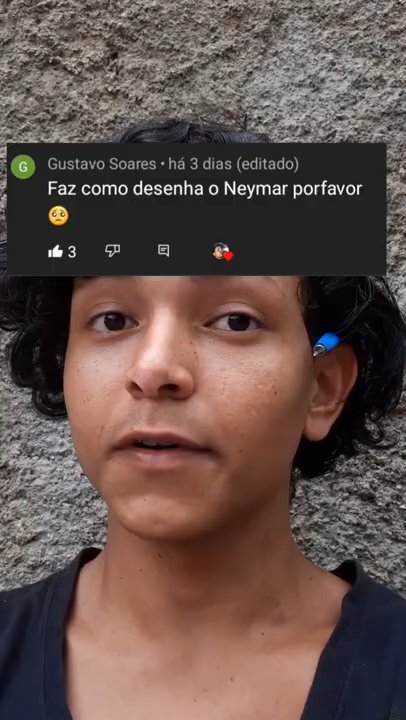 G
Gustavo Soares • há 3 dias (editado)
Faz como desenha o Neymar porfavor
🥺
3